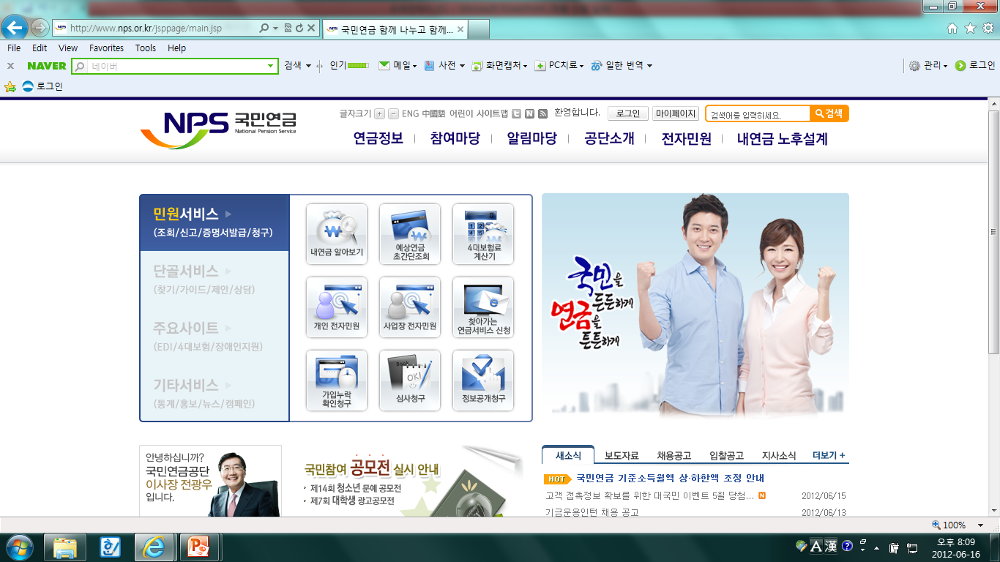 http://www.nps.or.kr/jsppage/main.jsp
국민연금 함께 나누고 함께...
File Edit View Favorites Tools Help
NAVER 네이버 검색 인기 메일 사전 화면캡처 PC치료 일한 번역 관리 로그인
로그인
NPS 국민연금
National Pension Service
글자크기 ENG 中國語 어린이 사이트맵 환영합니다. 로그인 마이페이지 검색어를 입력하세요. 검색
연금정보 참여마당 알림마당 공단소개 전자민원 내연금 노후설계
민원서비스
(조회/신고/증명서발급/청구)
단골서비스
(찾기/가이드/제안/상담)
주요사이트
(EDI/4대보험/장애인지원)
기타서비스
(통계/홍보/뉴스/캠페인)
내연금 알아보기
예상연금
초간단조회
4대보험료
계산기
개인 전자민원
사업장 전자민원
찾아가는
연금서비스 신청
가입누락
확인청구
Book
OK!
심사청구
정보공개청구
국민을
든든하게
연금을
튼튼하게
안녕하십니까?
국민연금공단
이사장 전광우
입니다.
국민참여 공모전 실시 안내
제14회 청소년 문예 공모전
제7회 대학생 광고공모전
새소식 보도자료 채용공고 입찰공고 지사소식 더보기 +
HOT 국민연금 기준소득월액 상·하한액 조정 안내
고객 접촉정보 확보를 위한 대국민 이벤트 5월 당첨... N 2012/06/15
기금운용인턴 채용 공고 2012/06/13
100%
A 漢
오후 8:09
2012-06-16